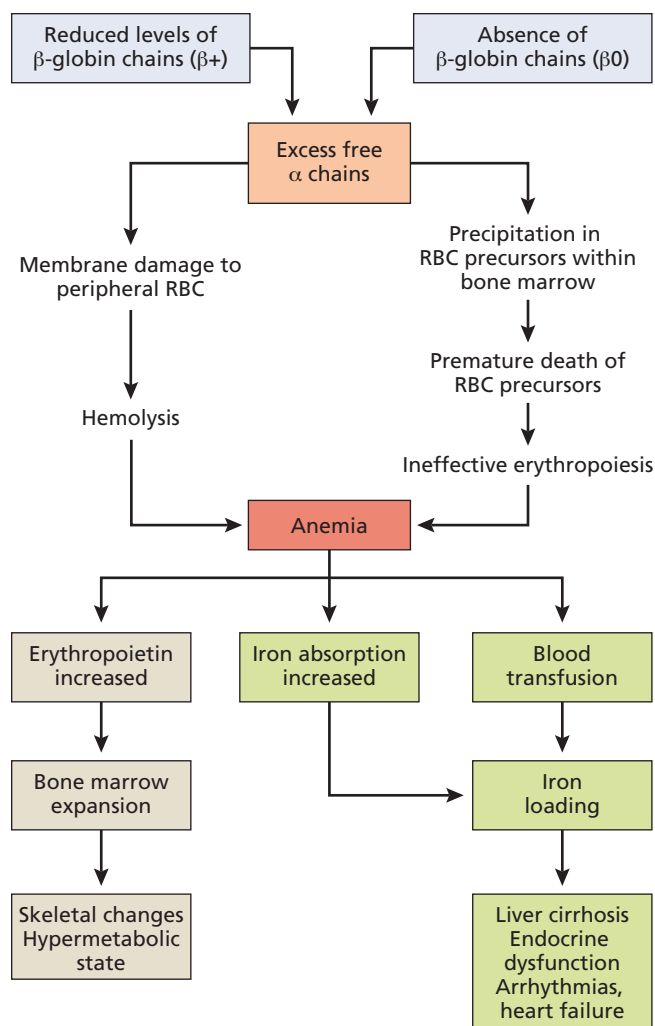 Reduced levels of
β-globin chains (β+)
Absence of
β-globin chains (β0)
Excess free
α chains
Membrane damage to
peripheral RBC
Precipitation in
RBC precursors within
bone marrow
Premature death of
RBC precursors
Hemolysis
Ineffective erythropoiesis
Anemia
Erythropoietin
increased
Iron absorption
increased
Blood
transfusion
Bone marrow
expansion
Iron
loading
Skeletal changes
Hypermetabolic
state
Liver cirrhosis
Endocrine
dysfunction
Arrhythmias,
heart failure